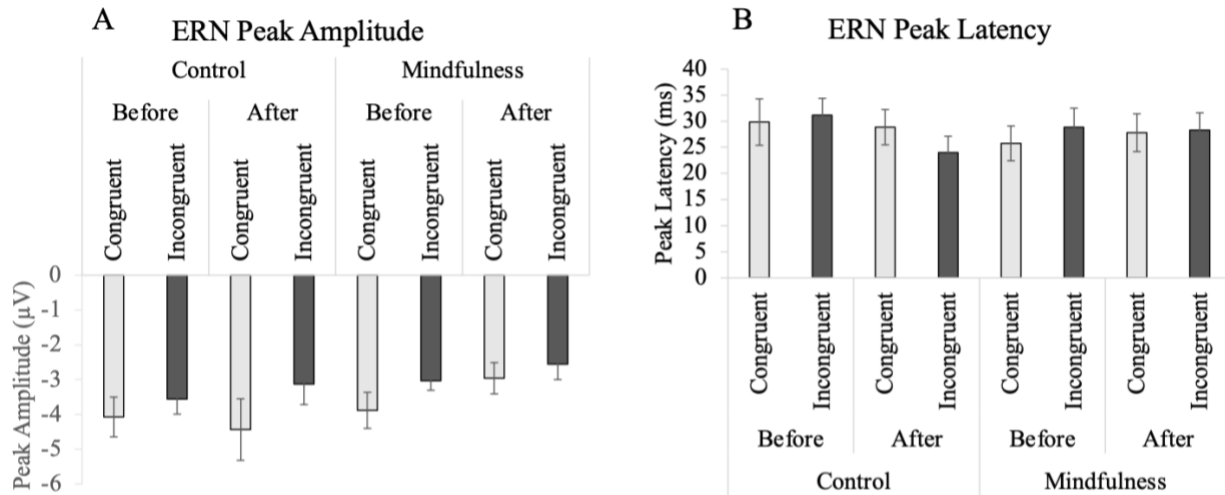 A
ERN Peak Amplitude
Control Mindfulness
Before After Before After
Congruent Incongruent Congruent Incongruent Congruent Incongruent Congruent Incongruent
0
-1
-2
-3
-4
-5
-6
Peak Amplitude (μV)
B
ERN Peak Latency
40
35
30
25
20
15
10
5
0
Peak Latency (ms)
Congruent Incongruent Congruent Incongruent Congruent Incongruent Congruent Incongruent
Before After Before After
Control Mindfulness